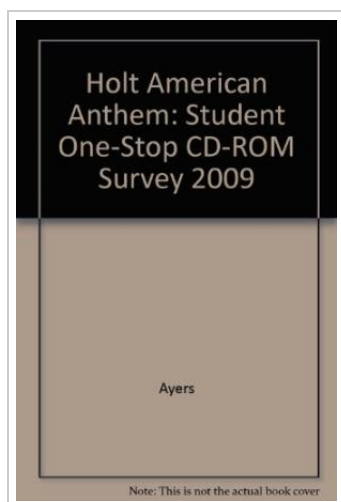 Holt American
Anthem: Student
One-Stop CD-ROM
Survey 2009
Ayers
Note: This is not the actual book cover